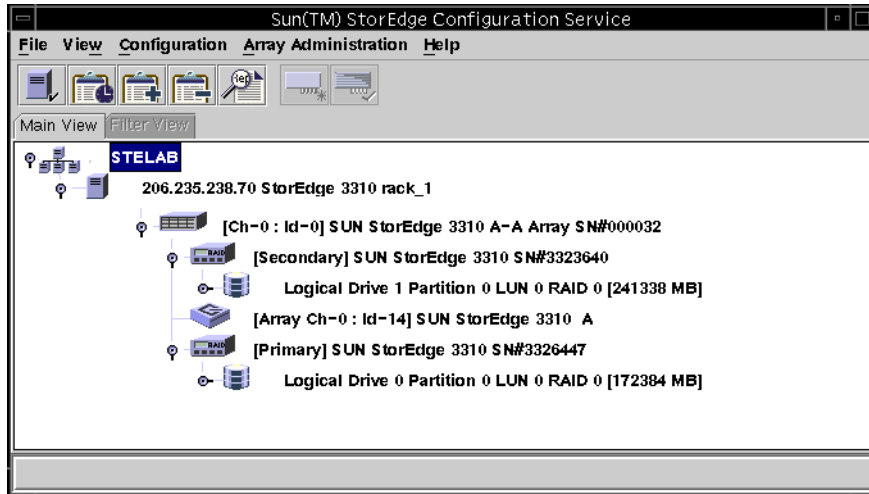 Sun(TM) StorEdge Configuration Service
File View Configuration Array Administration Help
Main View Filter View
STELAB
206.235.238.70 StorEdge 3310 rack_1
[Ch-0 : Id-0] SUN StorEdge 3310 A-A Array SN#000032
[Secondary] SUN StorEdge 3310 SN#3323640
Logical Drive 1 Partition 0 LUN 0 RAID 0 [241338 MB]
[Array Ch-0 : Id-14] SUN StorEdge 3310 A
[Primary] SUN StorEdge 3310 SN#3326447
Logical Drive 0 Partition 0 LUN 0 RAID 0 [172384 MB]